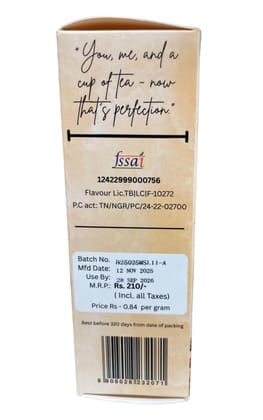 "You, me, and a
cup of tea - now
that's perfection."
fssai
12422999000756
Flavour Lic,TB|LCIF-10272
P.C act: TN/NGR/PC/24-22-02700
Batch No.
Mfd Date: 12 NOV 2025
Use By: 28 SEP 2026
M.R.P.: Rs. 210/-
( Incl. all Taxes)
Price Rs - 0.84 per gram
Best before 320 days from date of packing